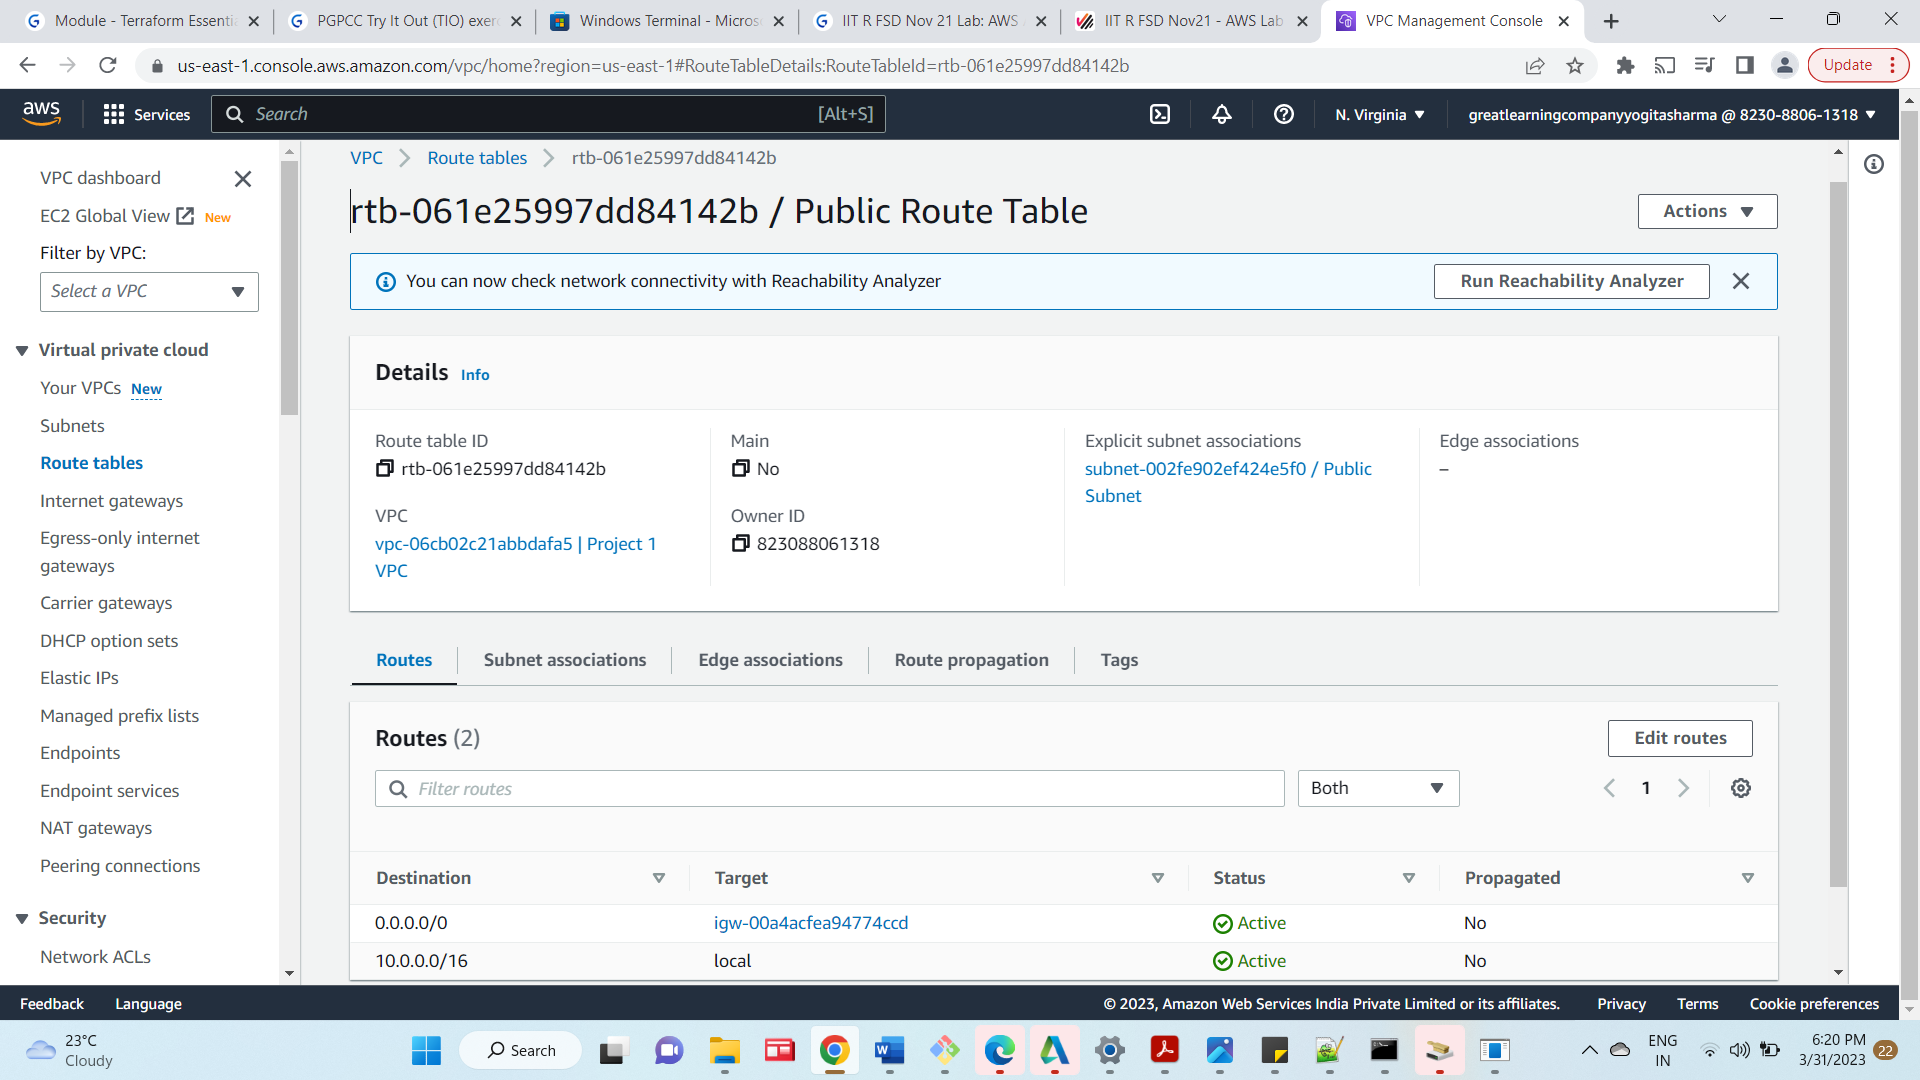 Module - Terraform Essenti
PGPCC Try It Out (TIO) exer
Windows Terminal - Micros
IIT R FSD Nov 21 Lab: AWS
IIT R FSD Nov21 - AWS Lab
VPC Management Console
us-east-1.console.aws.amazon.com/vpc/home?region=us-east-1#RouteTableDetails:RouteTableId=rtb-061e25997dd84142b
Update
aws
Services
Search
[Alt+S]
N. Virginia
greatlearningcompanyyogitasharma @ 8230-8806-1318
VPC dashboard
EC2 Global View New
Filter by VPC:
Select a VPC
Virtual private cloud
Your VPCs New
Subnets
Route tables
Internet gateways
Egress-only internet
gateways
Carrier gateways
DHCP option sets
Elastic IPs
Managed prefix lists
Endpoints
Endpoint services
NAT gateways
Peering connections
Security
Network ACLs
VPC
Route tables
rtb-061e25997dd84142b
rtb-061e25997dd84142b / Public Route Table
Actions
You can now check network connectivity with Reachability Analyzer
Run Reachability Analyzer
Details Info
Route table ID
rtb-061e25997dd84142b
Main
No
Explicit subnet associations
subnet-002fe902ef424e5f0 / Public
Subnet
Edge associations
–
VPC
vpc-06cb02c21abbdafa5 | Project 1
VPC
Owner ID
823088061318
Routes
Subnet associations
Edge associations
Route propagation
Tags
Routes (2)
Edit routes
Filter routes
Both
1
Destination Target Status Propagated
0.0.0.0/0 igw-00a4acfea94774ccd Active No
10.0.0.0/16 local Active No
Feedback
Language
© 2023, Amazon Web Services India Private Limited or its affiliates.
Privacy
Terms
Cookie preferences
23°C
Cloudy
Search
ENG
IN
6:20 PM
3/31/2023
22